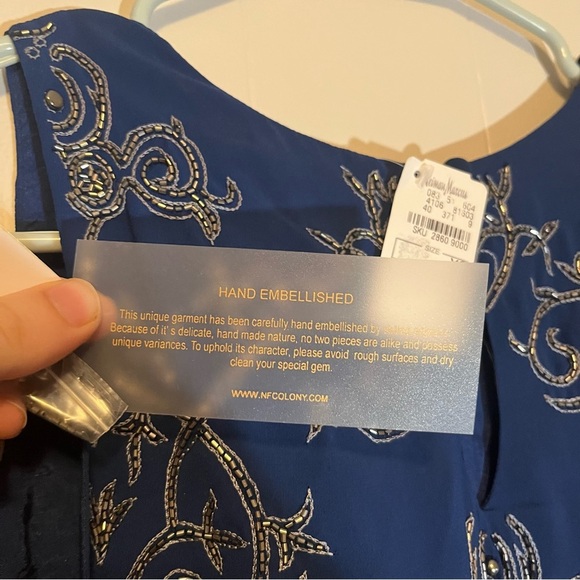 Neiman Marcus
SKU
HAND EMBELLISHED
This unique garment has been carefully hand embellished by
Because of it's delicate, hand made nature, no two pieces are alike and possess
unique variances. To uphold its character, please avoid rough surfaces and dry
clean your special gem.
WWW.NFCOLONY.COM